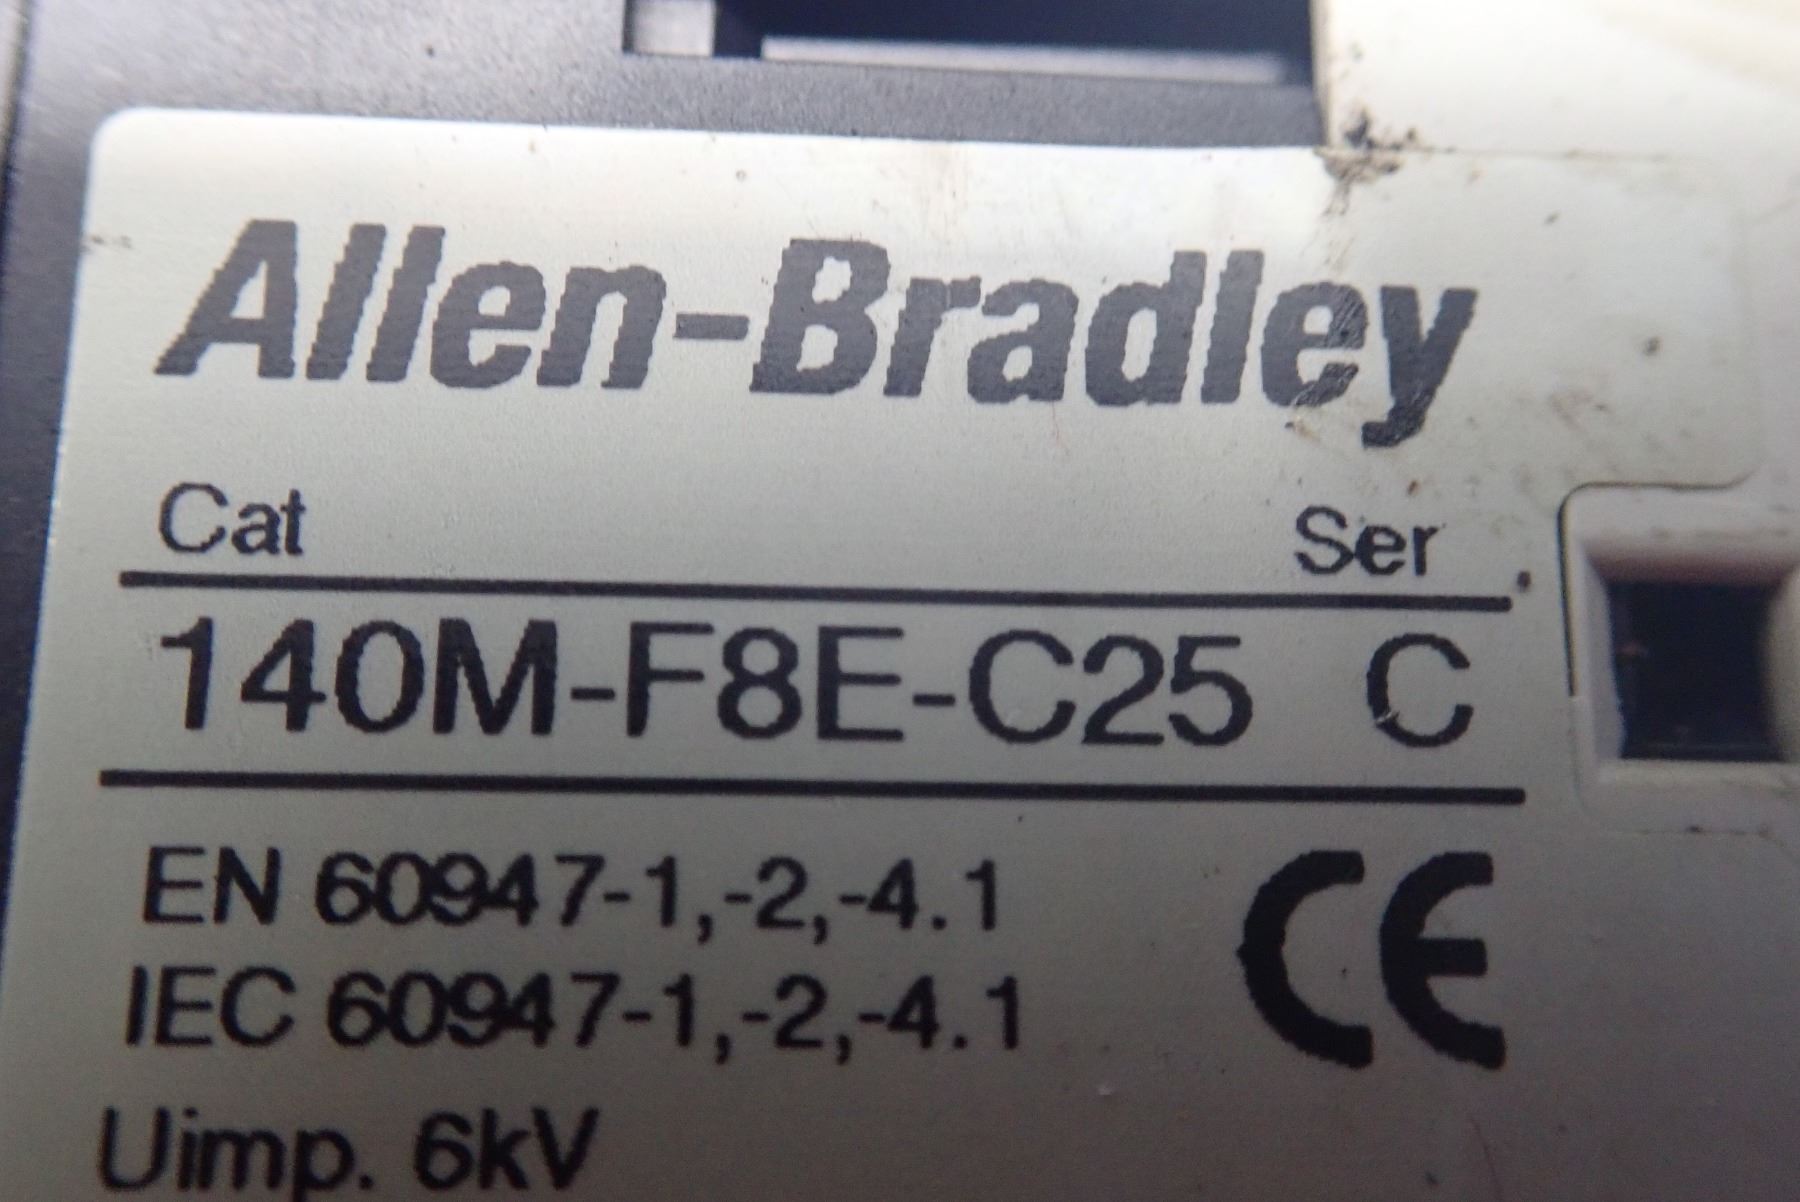 Allen-Bradley
Cat Ser
140M-F8E-C25 C
EN 60947-1,-2,-4.1
IEC 60947-1,-2,-4.1
CE
Uimp. 6kV